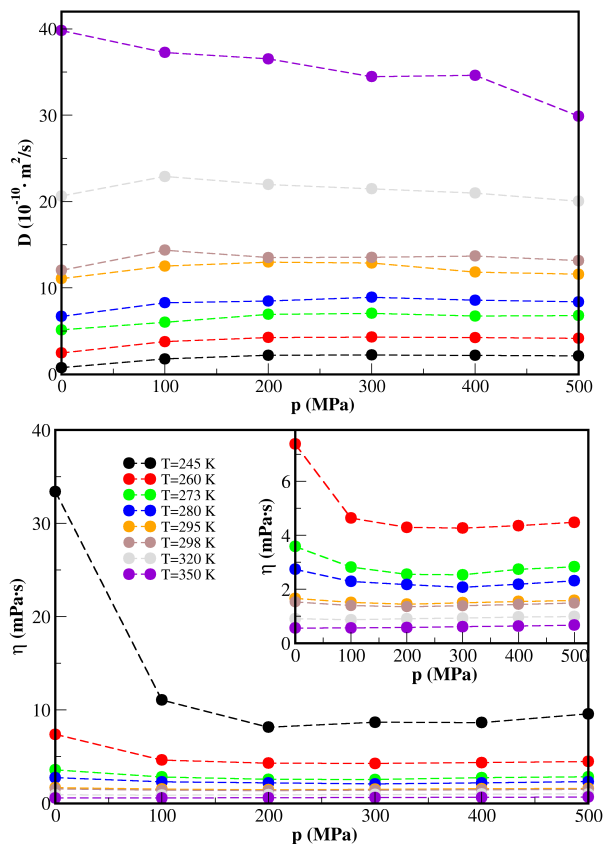 40
30
20
10
0
D (10⁻¹⁰· m²/s)
0 100 200 300 400 500
p (MPa)
40
30
20
10
0
η (mPa·s)
T=245 K
T=260 K
T=273 K
T=280 K
T=295 K
T=298 K
T=320 K
T=350 K
6
4
2
0
η (mPa·s)
0 100 200 300 400 500
p (MPa)
0 100 200 300 400 500
p (MPa)